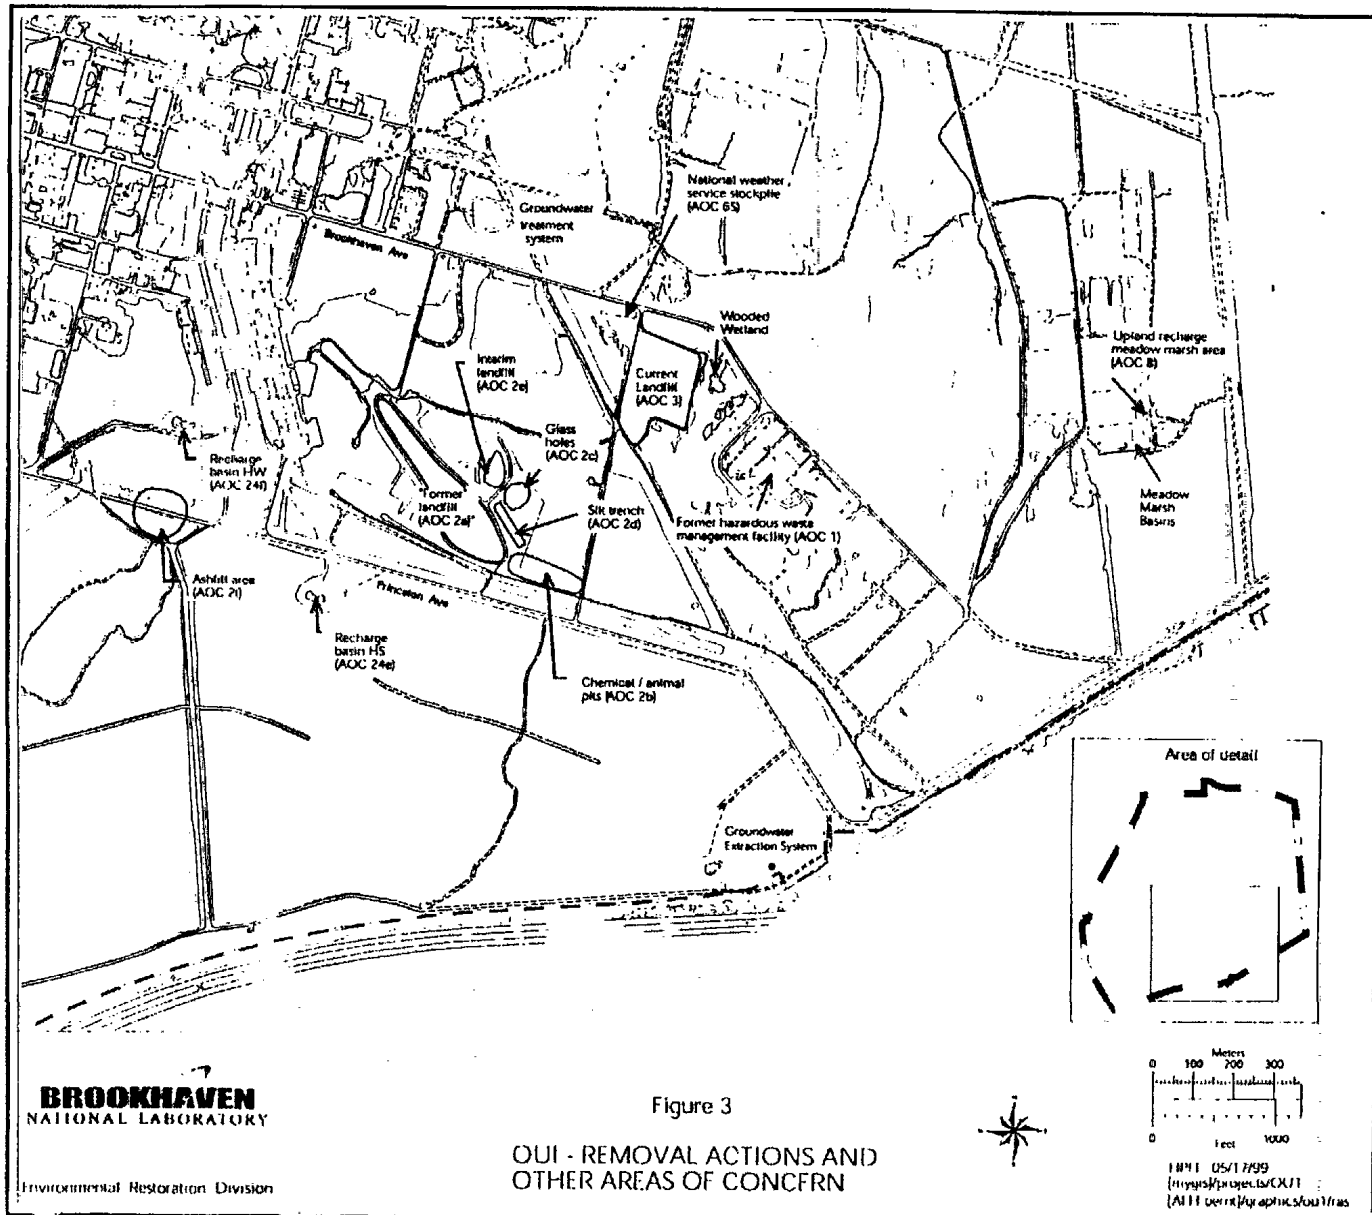 National weather
service stockpile
(AOC 6S)
Groundwater
treatment
system
Brookhaven Ave
Wooded
Wetland
Upland recharge
meadow marsh area
(AOC 8)
Interim
landfill
(AOC 2e)
Current
Landfill
(AOC 3)
Glass
holes
(AOC 2c)
Recharge
basin HW
(AOC 24f)
"Former
landfill
(AOC 2a)"
Slit trench
(AOC 2d)
Former hazardous waste
management facility (AOC 1)
Meadow
Marsh
Basins
Ashfill area
(AOC 2f)
Princeton Ave
Recharge
basin HS
(AOC 24e)
Chemical / animal
pits (AOC 2b)
Area of detail
Groundwater
Extraction System
Meters
0 100 200 300
0 Feet 1000
BROOKHAVEN
NATIONAL LABORATORY
Figure 3
OUI - REMOVAL ACTIONS AND
OTHER AREAS OF CONCERN
Environmental Restoration Division
05/17/99